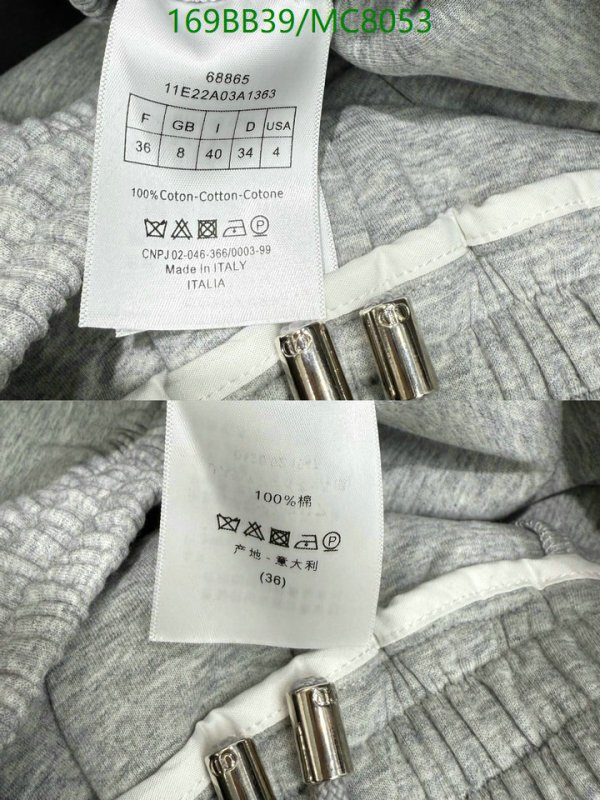 169BB39/MC8053
68865
11E22A03A1363
F GB I D USA
36 8 40 34 4
100%Coton-Cotton-Cotone
CNPJ 02-046-366/0003-99
Made In ITALY
ITALIA
100%棉
产地-意大利
(36)